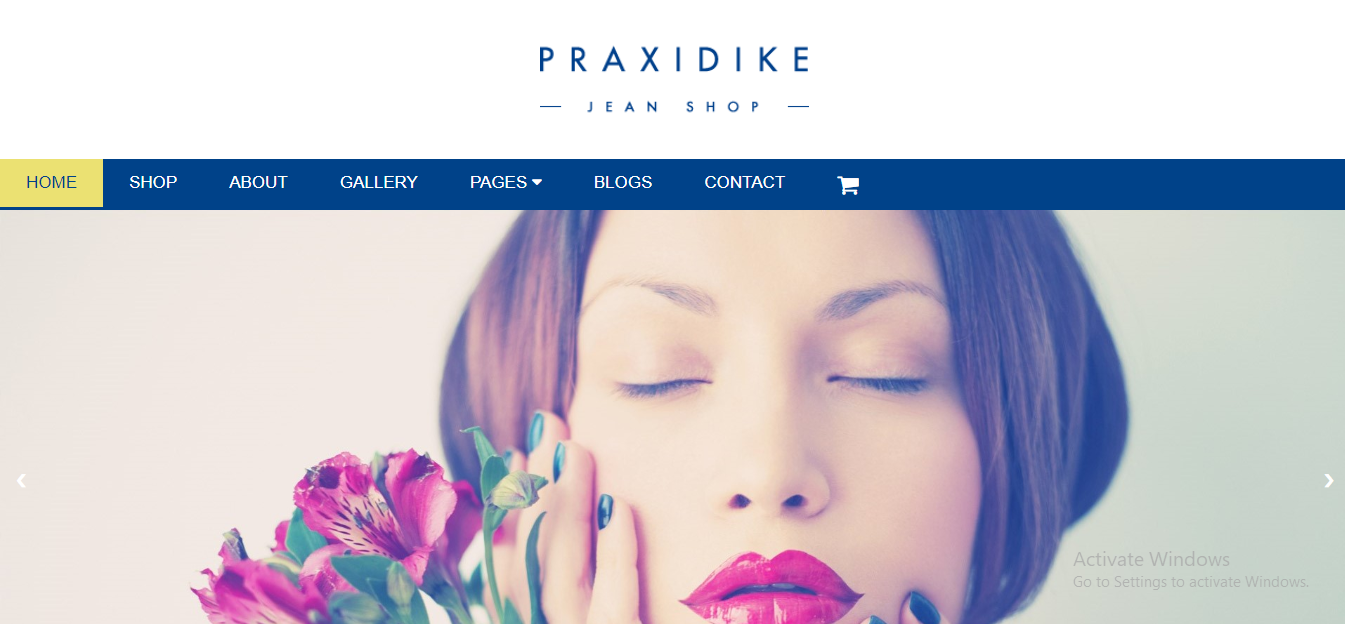 PRAXIDIKE
JEAN SHOP
HOME SHOP ABOUT GALLERY PAGES BLOGS CONTACT
Activate Windows
Go to Settings to activate Windows.